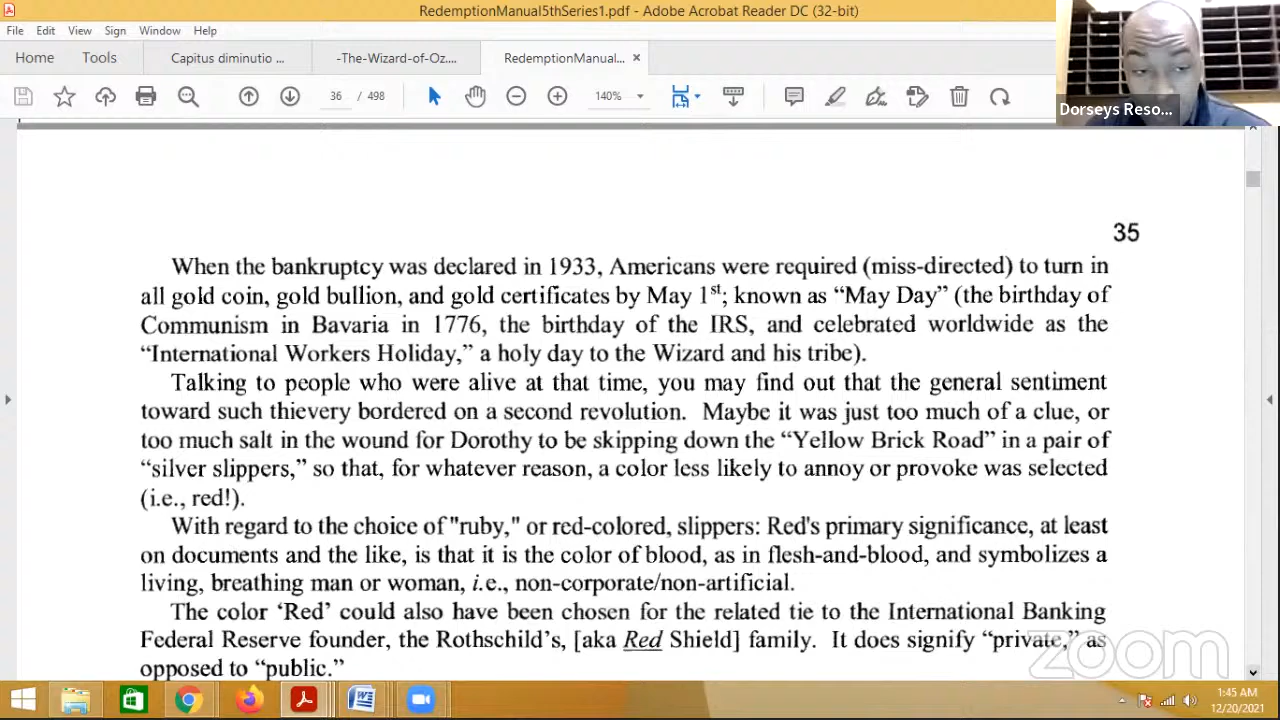 RedemptionManual5thSeries1.pdf - Adobe Acrobat Reader DC (32-bit)
File Edit View Sign Window Help
Home Tools Capitus diminutio ... -The-Wizard-of-Oz.... RedemptionManual... ×
36 / 140%
Dorseys Reso...
35
When the bankruptcy was declared in 1933, Americans were required (miss-directed) to turn in
all gold coin, gold bullion, and gold certificates by May 1st; known as “May Day” (the birthday of
Communism in Bavaria in 1776, the birthday of the IRS, and celebrated worldwide as the
“International Workers Holiday,” a holy day to the Wizard and his tribe).
Talking to people who were alive at that time, you may find out that the general sentiment
toward such thievery bordered on a second revolution. Maybe it was just too much of a clue, or
too much salt in the wound for Dorothy to be skipping down the “Yellow Brick Road” in a pair of
“silver slippers,” so that, for whatever reason, a color less likely to annoy or provoke was selected
(i.e., red!).
With regard to the choice of "ruby," or red-colored, slippers: Red's primary significance, at least
on documents and the like, is that it is the color of blood, as in flesh-and-blood, and symbolizes a
living, breathing man or woman, i.e., non-corporate/non-artificial.
The color ‘Red’ could also have been chosen for the related tie to the International Banking
Federal Reserve founder, the Rothschild’s, [aka Red Shield] family. It does signify “private,” as
opposed to “public.”
zoom
1:45 AM
12/20/2021